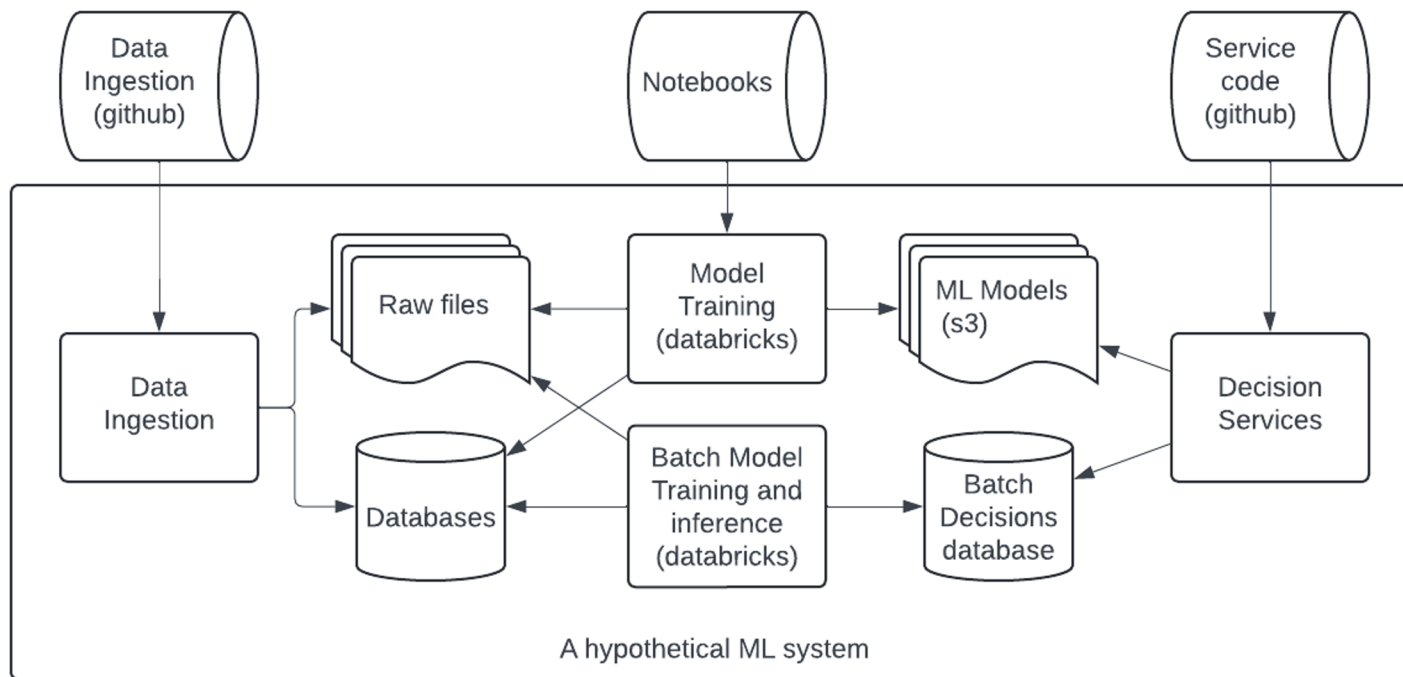 Data
Ingestion
(github)
Notebooks
Service
code
(github)
Raw files
Model
Training
(databricks)
ML Models
(s3)
Data
Ingestion
Decision
Services
Databases
Batch Model
Training and
inference
(databricks)
Batch
Decisions
database
A hypothetical ML system